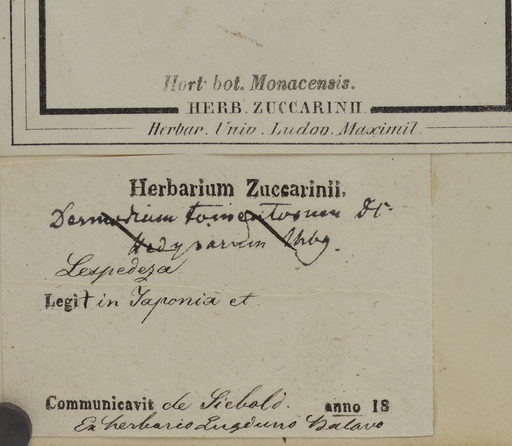 Hort. bot. Monacensis.
HERB. ZUCCARINII
Herbar. Univ. Ludov. Maximil.
Herbarium Zuccarinii.
Desmodium tomentosum DC
Hedysarum Thbg.
Lespedeza
Legit in Japonia et
Communicavit de Siebold. anno 18
Ex herbario Lugduno Batavo